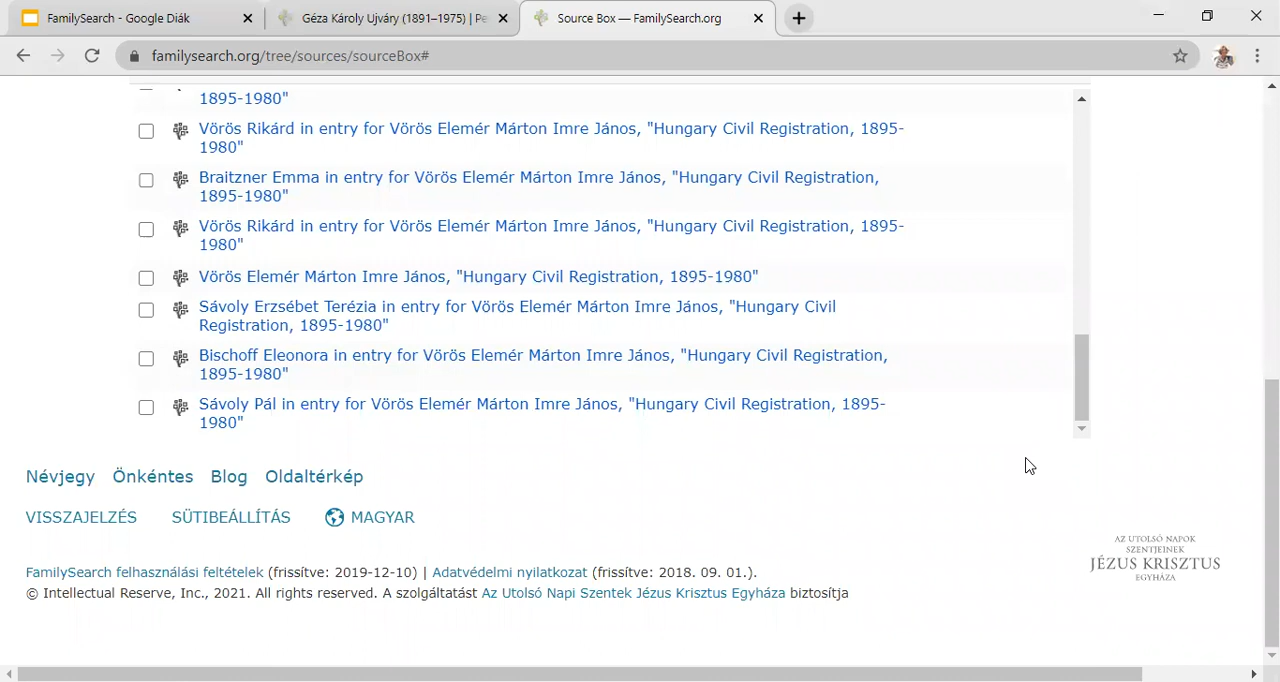 FamilySearch - Google Diák
Géza Károly Ujváry (1891–1975) | Pe
Source Box — FamilySearch.org
familysearch.org/tree/sources/sourceBox#
1895-1980"
Vörös Rikárd in entry for Vörös Elemér Márton Imre János, "Hungary Civil Registration, 1895-
1980"
Braitzner Emma in entry for Vörös Elemér Márton Imre János, "Hungary Civil Registration,
1895-1980"
Vörös Rikárd in entry for Vörös Elemér Márton Imre János, "Hungary Civil Registration, 1895-
1980"
Vörös Elemér Márton Imre János, "Hungary Civil Registration, 1895-1980"
Sávoly Erzsébet Terézia in entry for Vörös Elemér Márton Imre János, "Hungary Civil
Registration, 1895-1980"
Bischoff Eleonora in entry for Vörös Elemér Márton Imre János, "Hungary Civil Registration,
1895-1980"
Sávoly Pál in entry for Vörös Elemér Márton Imre János, "Hungary Civil Registration, 1895-
1980"
Névjegy Önkéntes Blog Oldaltérkép
VISSZAJELZÉS SÜTIBEÁLLÍTÁS MAGYAR
AZ UTOLSÓ NAPOK
SZENTJEINEK
JÉZUS KRISZTUS
EGYHÁZA
FamilySearch felhasználási feltételek (frissítve: 2019-12-10) | Adatvédelmi nyilatkozat (frissítve: 2018. 09. 01.).
© Intellectual Reserve, Inc., 2021. All rights reserved. A szolgáltatást Az Utolsó Napi Szentek Jézus Krisztus Egyháza biztosítja